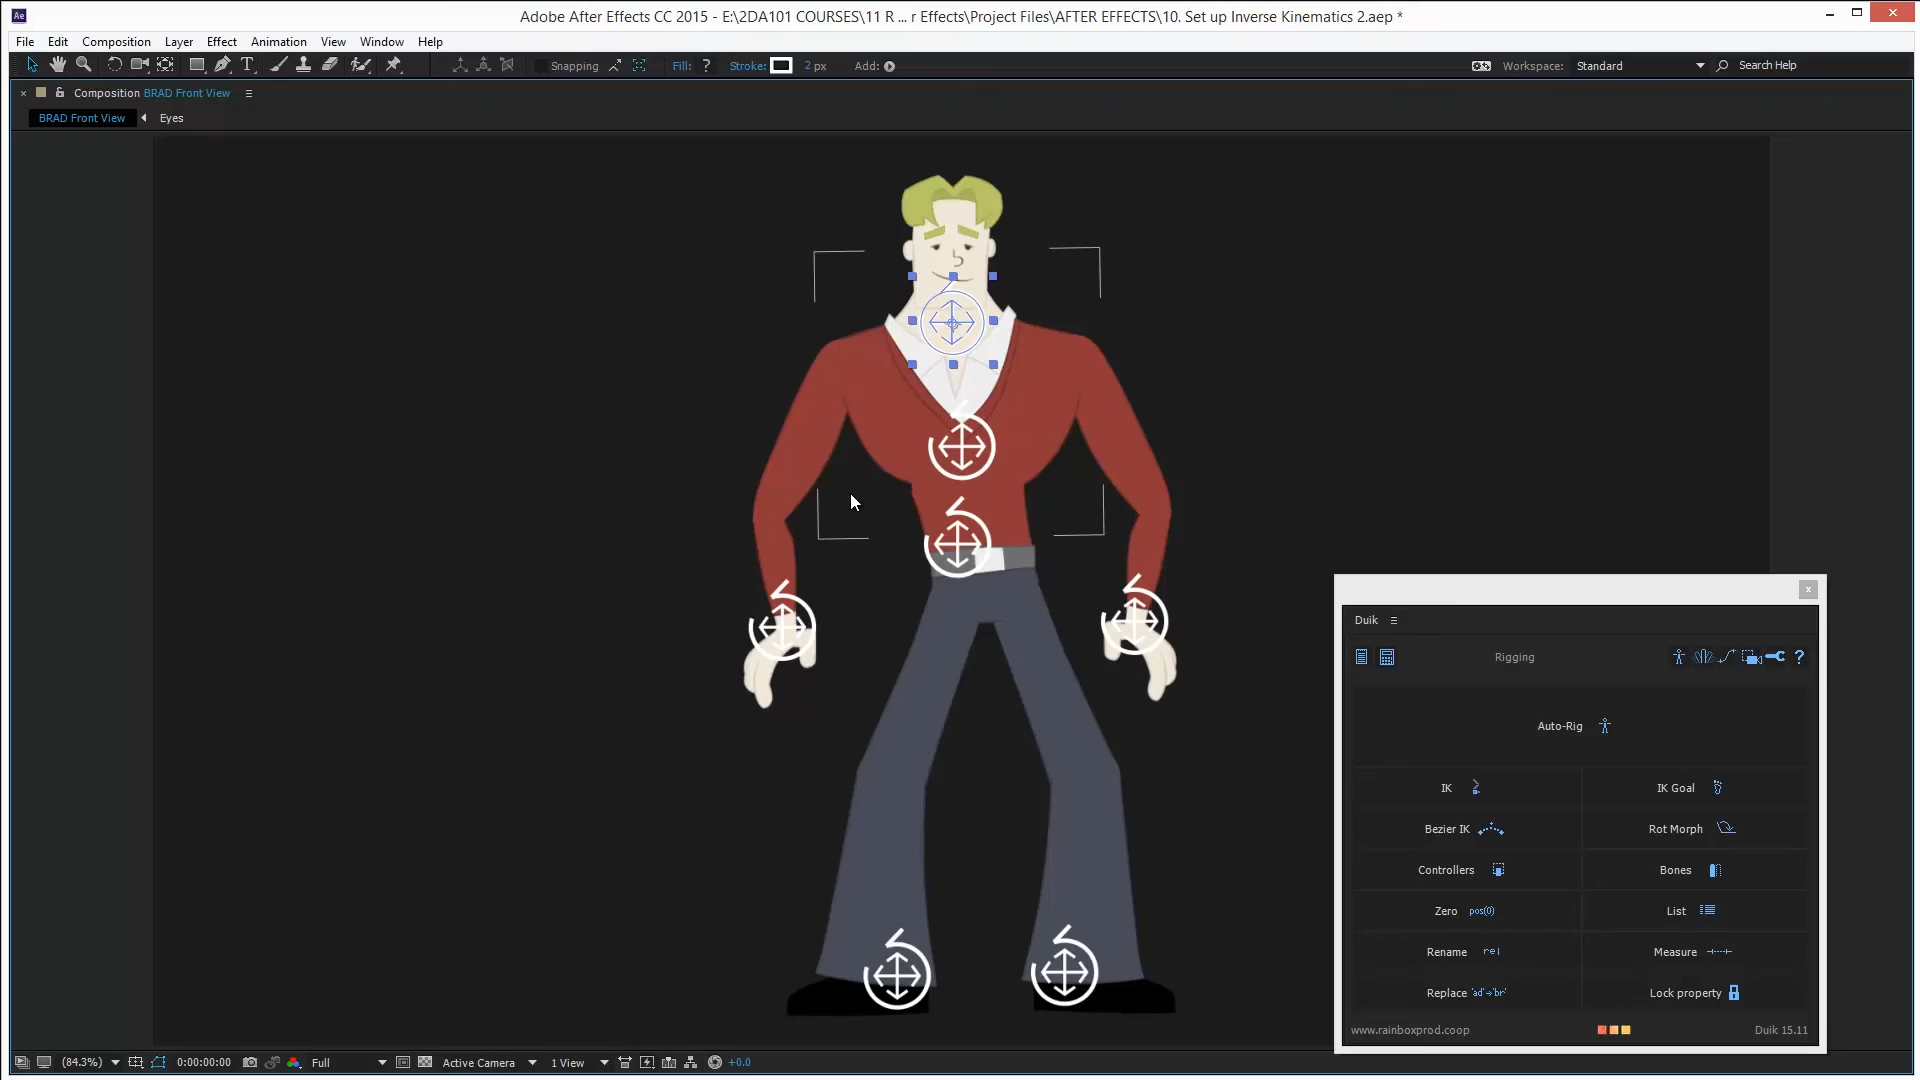 Ae Adobe After Effects CC 2015 - E:\2DA101 COURSES\11 R ... r Effects\Project Files\AFTER EFFECTS\10. Set up Inverse Kinematics 2.aep *
File Edit Composition Layer Effect Animation View Window Help
T Snapping Fill: ? Stroke: 2 px Add: Workspace: Standard Search Help
× Composition BRAD Front View
BRAD Front View Eyes
Duik
Rigging ?
Auto-Rig
IK IK Goal
Bezier IK Rot Morph
Controllers Bones
Zero pos(0) List
Rename re| Measure
Replace 'ad'→'br' Lock property
www.rainboxprod.coop Duik 15.11
(84.3%) 0:00:00:00 Full Active Camera 1 View +0.0